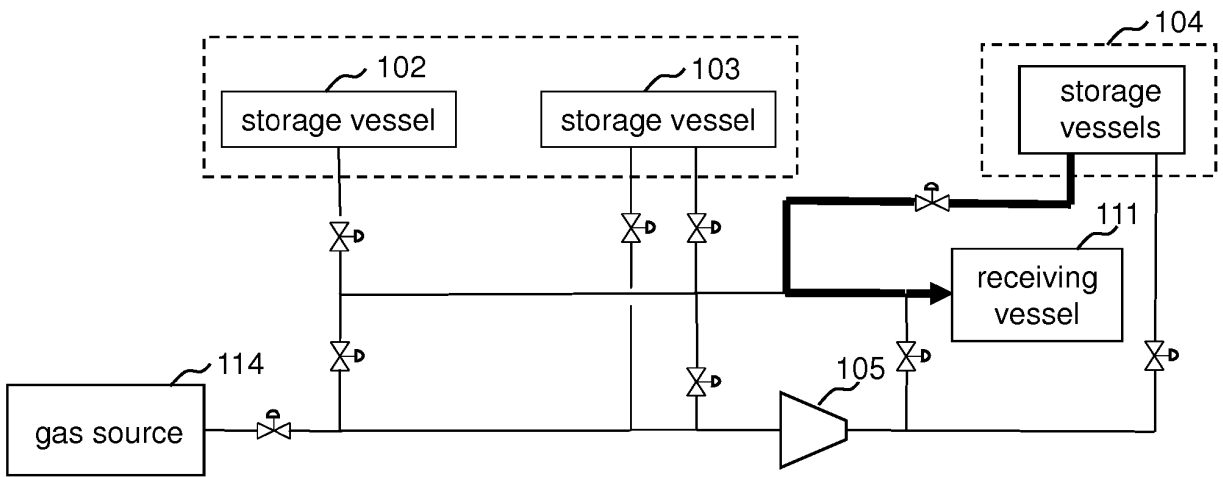 104
102
103
storage
vessels
storage vessel
storage vessel
111
receiving
vessel
114
105
gas source
D
D
D
D
D
D
D